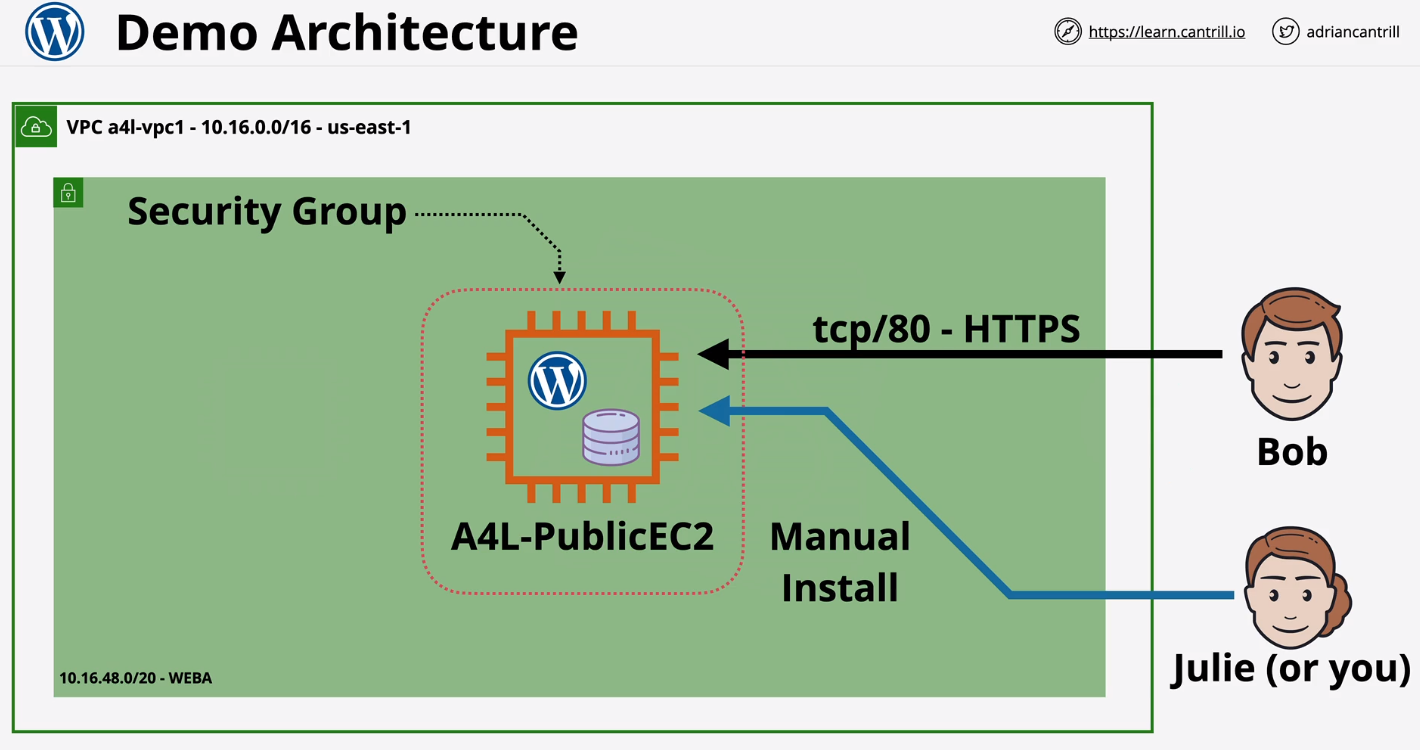 Demo Architecture
https://learn.cantrill.io
adriancantrill
VPC a4l-vpc1 - 10.16.0.0/16 - us-east-1
Security Group
tcp/80 - HTTPS
Bob
A4L-PublicEC2
Manual
Install
Julie (or you)
10.16.48.0/20 - WEBA